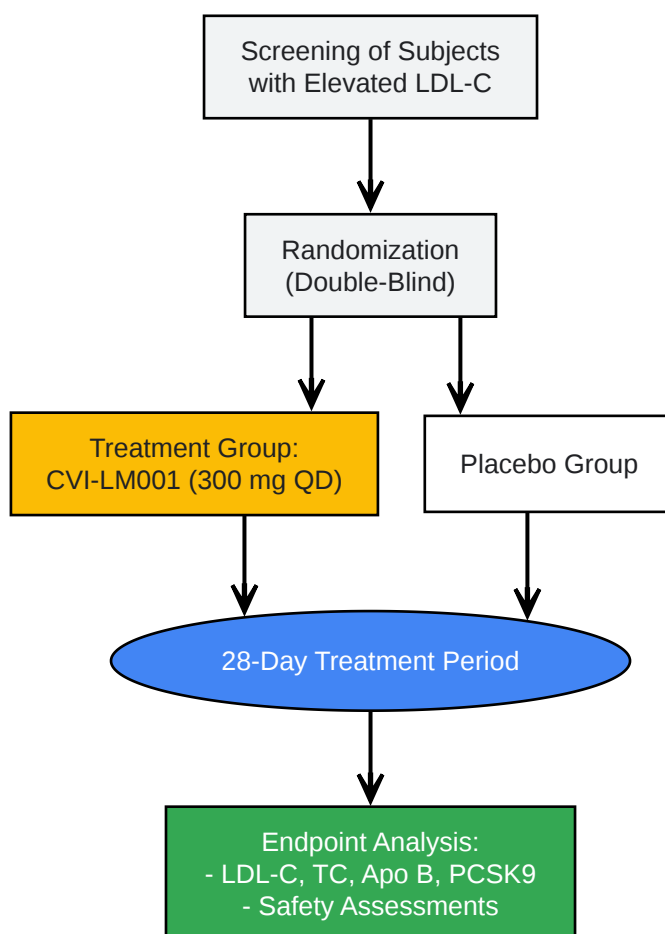 Screening of Subjects
with Elevated LDL-C
Randomization
(Double-Blind)
Treatment Group:
CVI-LM001 (300 mg QD)
Placebo Group
28-Day Treatment Period
Endpoint Analysis:
- LDL-C, TC, Apo B, PCSK9
- Safety Assessments